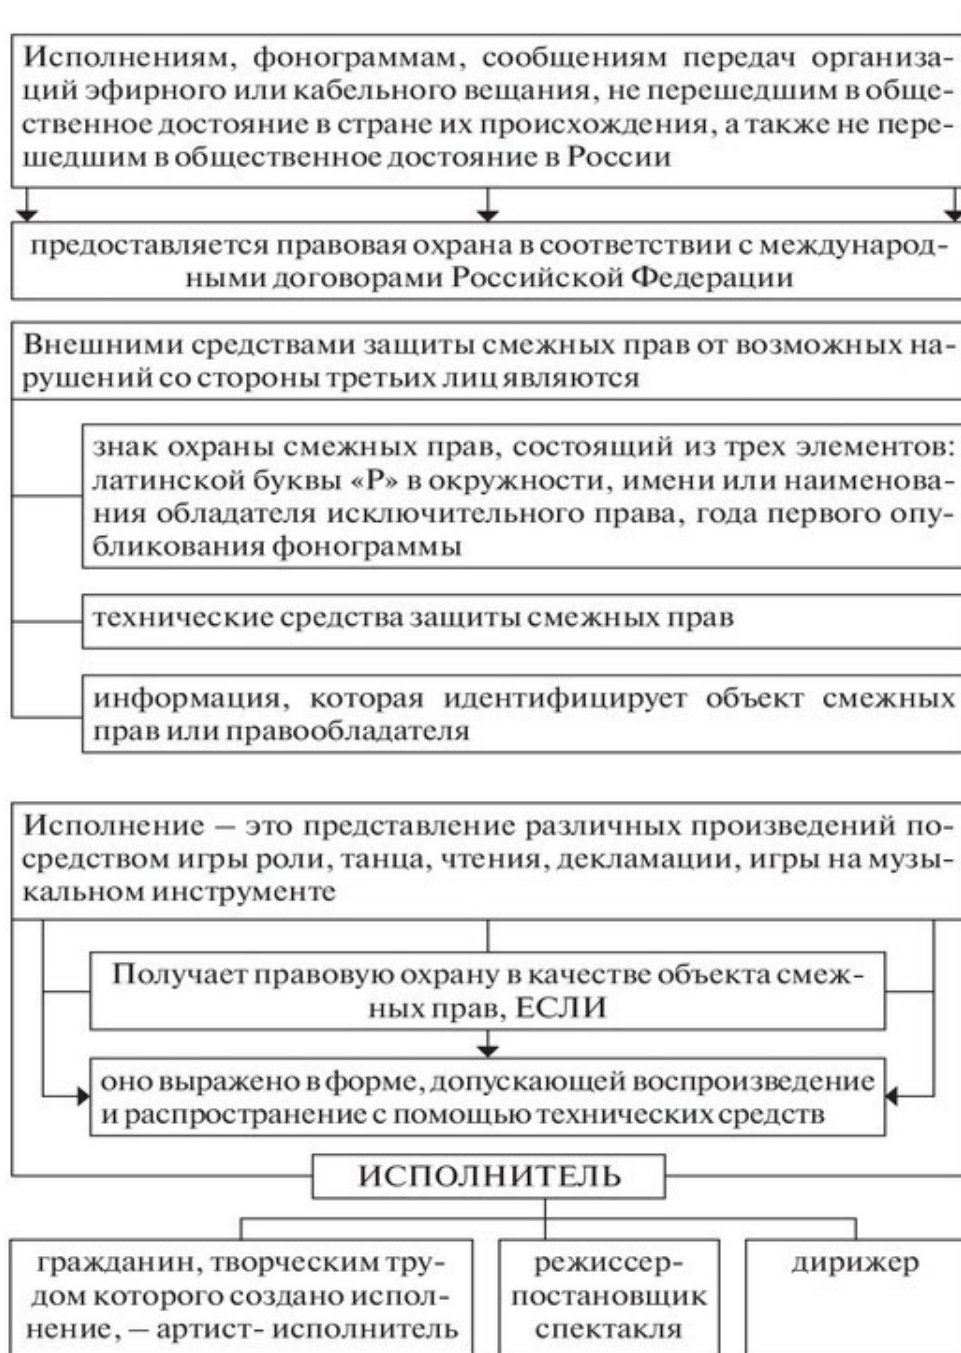 Исполнениям, фонограммам, сообщениям передач организа-
ций эфирного или кабельного вещания, не перешедшим в обще-
ственное достояние в стране их происхождения, а также не пере-
шедшим в общественное достояние в России
предоставляется правовая охрана в соответствии с международ-
ными договорами Российской Федерации
Внешними средствами защиты смежных прав от возможных на-
рушений со стороны третьих лиц являются
знак охраны смежных прав, состоящий из трех элементов:
латинской буквы «Р» в окружности, имени или наименова-
ния обладателя исключительного права, года первого опу-
бликования фонограммы
технические средства защиты смежных прав
информация, которая идентифицирует объект смежных
прав или правообладателя
Исполнение – это представление различных произведений по-
средством игры роли, танца, чтения, декламации, игры на музы-
кальном инструменте
Получает правовую охрану в качестве объекта смеж-
ных прав, ЕСЛИ
оно выражено в форме, допускающей воспроизведение
и распространение с помощью технических средств
ИСПОЛНИТЕЛЬ
гражданин, творческим тру-
дом которого создано испол-
нение, – артист- исполнитель
режиссер-
постановщик
спектакля
дирижер